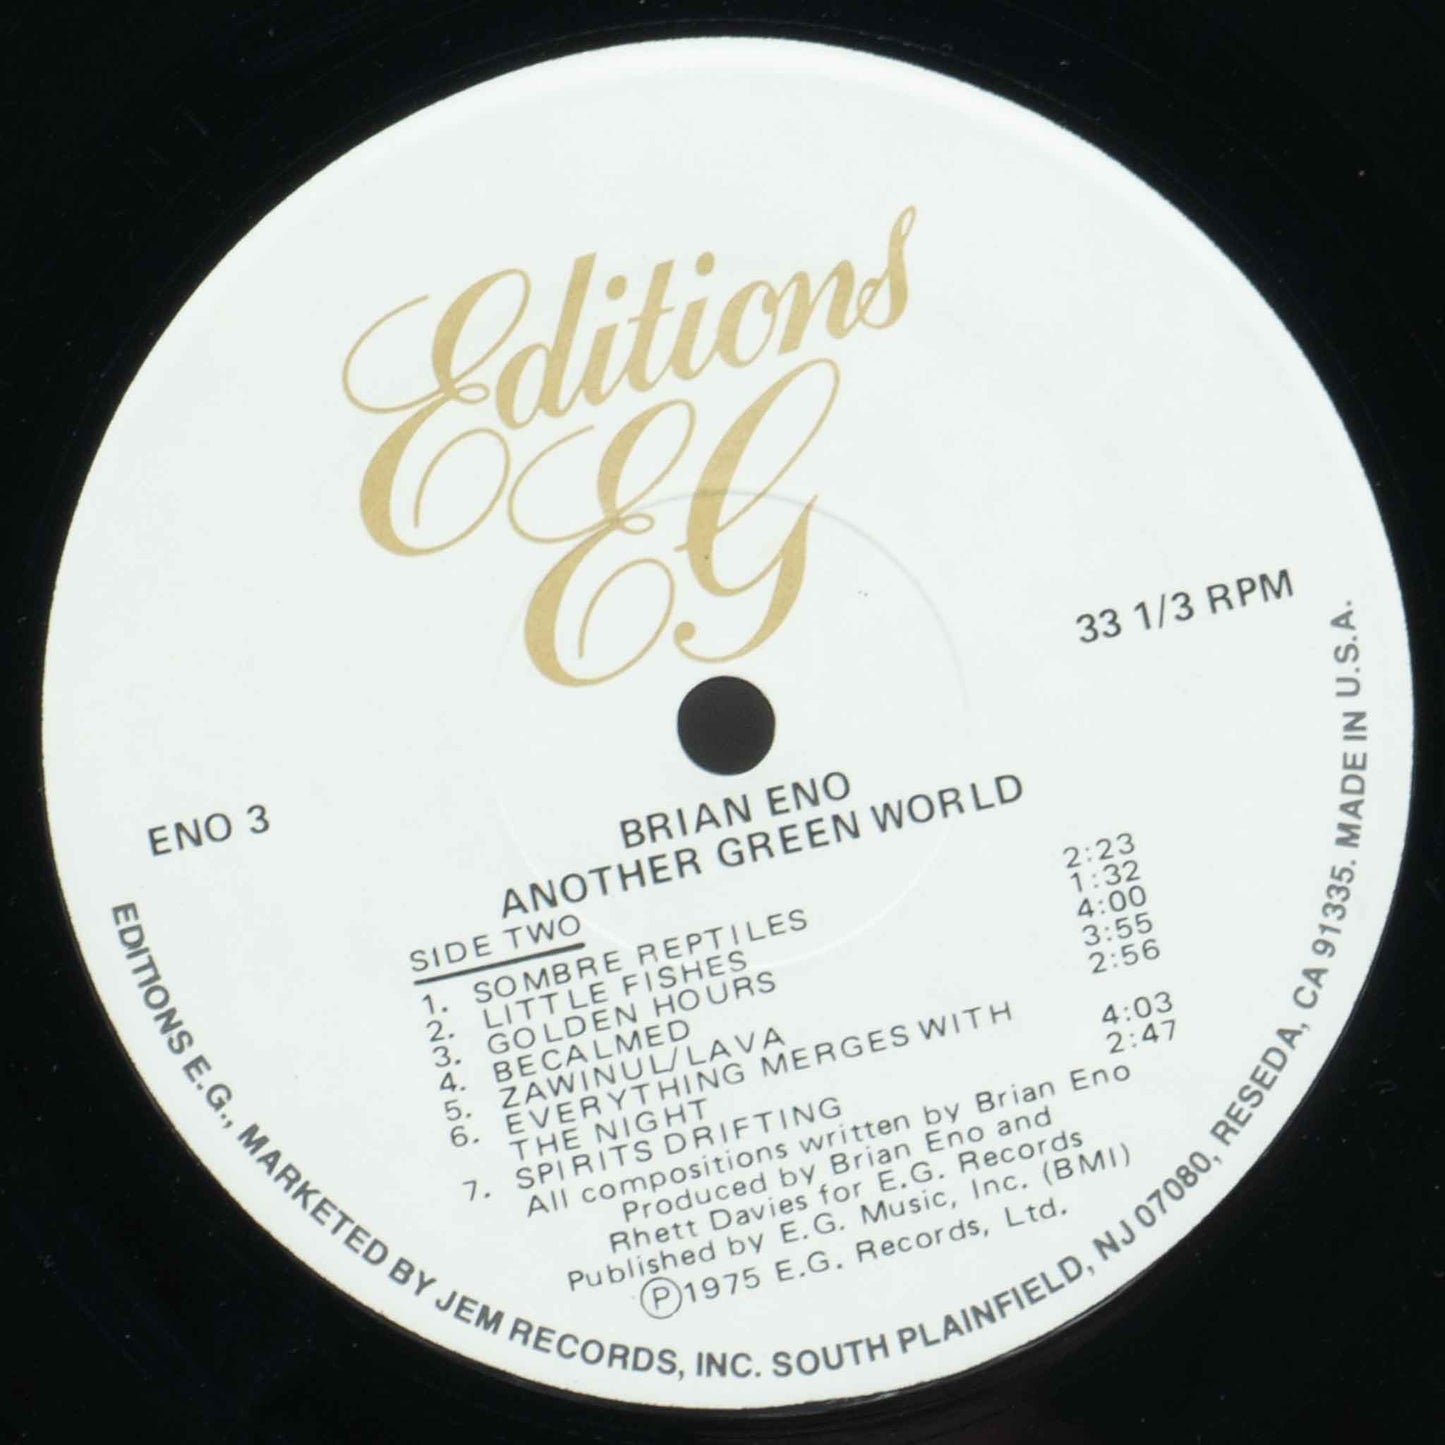 Editions
EG
33 1/3 RPM
ENO 3
BRIAN ENO
ANOTHER GREEN WORLD
SIDE TWO
1. SOMBRE REPTILES 2:23
2. LITTLE FISHES 1:32
3. GOLDEN HOURS 4:00
4. BECALMED 3:55
5. ZAWINUL/LAVA 2:56
6. EVERYTHING MERGES WITH
THE NIGHT 4:03
7. SPIRITS DRIFTING 2:47
All compositions written by Brian Eno
Produced by Brian Eno and
Rhett Davies for E.G. Records
Published by E.G. Music, Inc. (BMI)
Ⓟ1975 E.G. Records, Ltd.
EDITIONS E.G., MARKETED BY JEM RECORDS, INC. SOUTH PLAINFIELD, NJ 07080, RESEDA, CA 91335. MADE IN U.S.A.